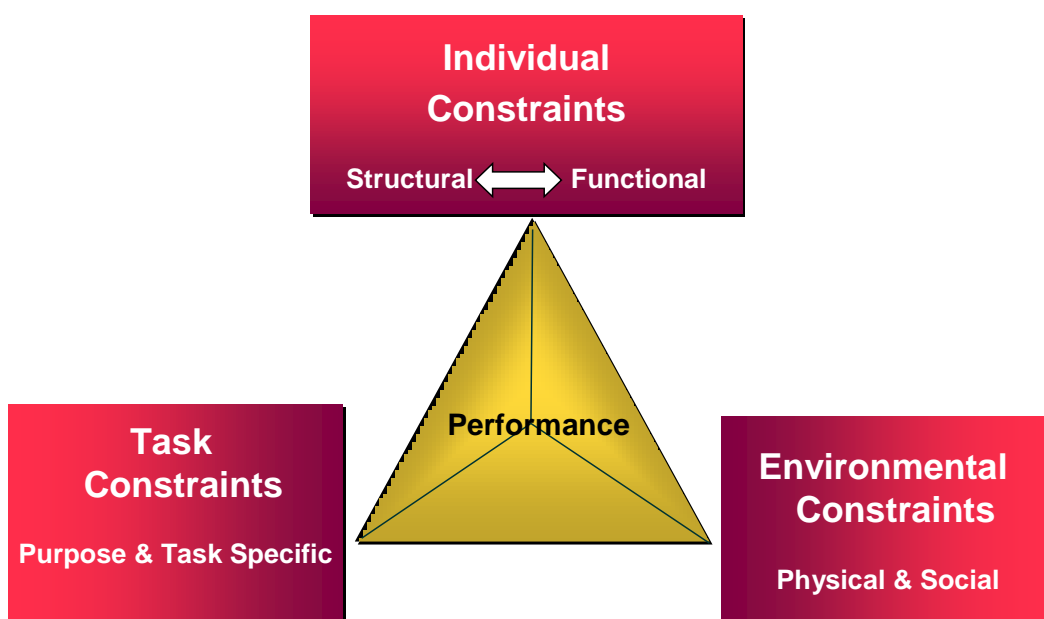 Individual
Constraints
Structural Functional
Performance
Task
Constraints
Purpose & Task Specific
Environmental
Constraints
Physical & Social